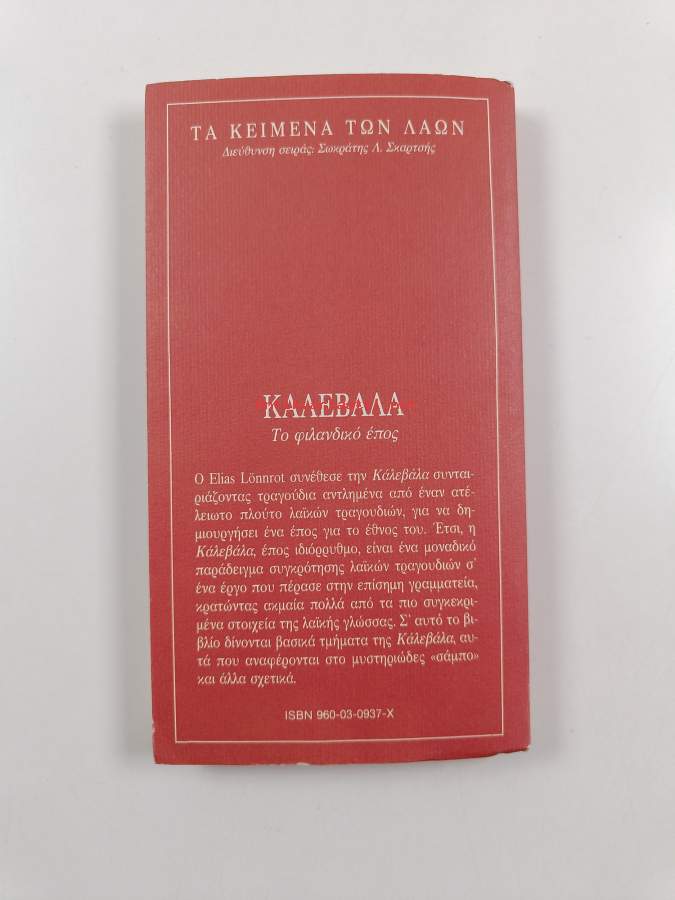 ΤΑ ΚΕΙΜΕΝΑ ΤΩΝ ΛΑΩΝ
Διεύθυνση σειράς: Σωκράτης Λ. Σκαρτσής
ΚΑΛΕΒΑΛΑ
Το φιλανδικό έπος
Ο Elias Lönnrot συνέθεσε την Κάλεβάλα συνται-
ριάζοντας τραγούδια αντλημένα από έναν ατέ-
λειωτο πλούτο λαϊκών τραγουδιών, για να δη-
μιουργήσει ένα έπος για το έθνος του. Έτσι, η
Κάλεβάλα, έπος ιδιόρρυθμο, είναι ένα μοναδικό
παράδειγμα συγκρότησης λαϊκών τραγουδιών σ'
ένα έργο που πέρασε στην επίσημη γραμματεία,
κρατώντας ακμαία πολλά από τα πιο συγκεκρι-
μένα στοιχεία της λαϊκής γλώσσας. Σ' αυτό το βι-
βλίο δίνονται βασικά τμήματα της Κάλεβάλα, αυ-
τά που αναφέρονται στο μυστηριώδες «σάμπο»
και άλλα σχετικά.
ISBN 960-03-0937-X